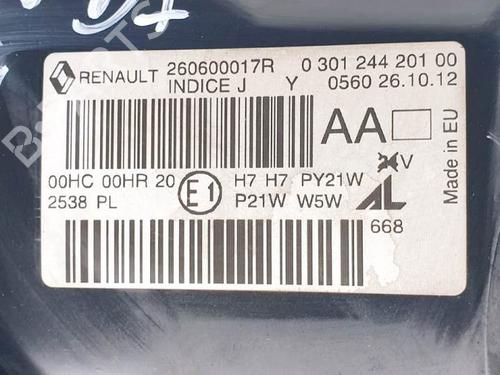 RENAULT 260600017R 0 301 244 201 00
INDICE J Y 0560 26.10.12
AA
00HC 00HR 20 E1 H7 H7 PY21W V
2538 PL P21W W5W AL
668
Made in EU